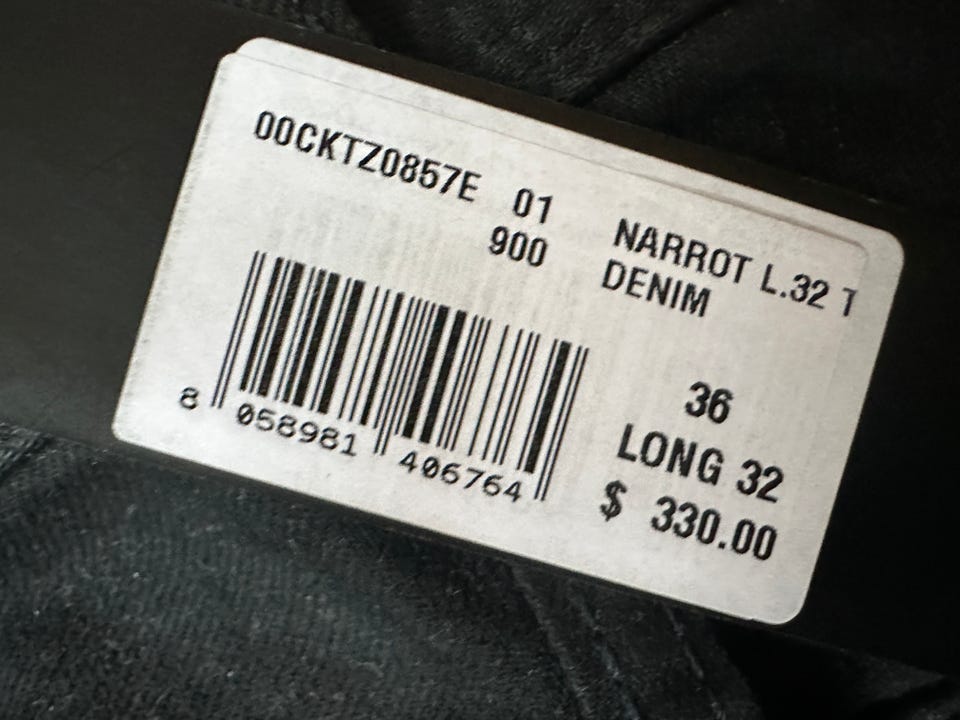 00CKTZ0857E 01
900
NARROT L.32 T
DENIM
8 058981 406764
36
LONG 32
$ 330.00